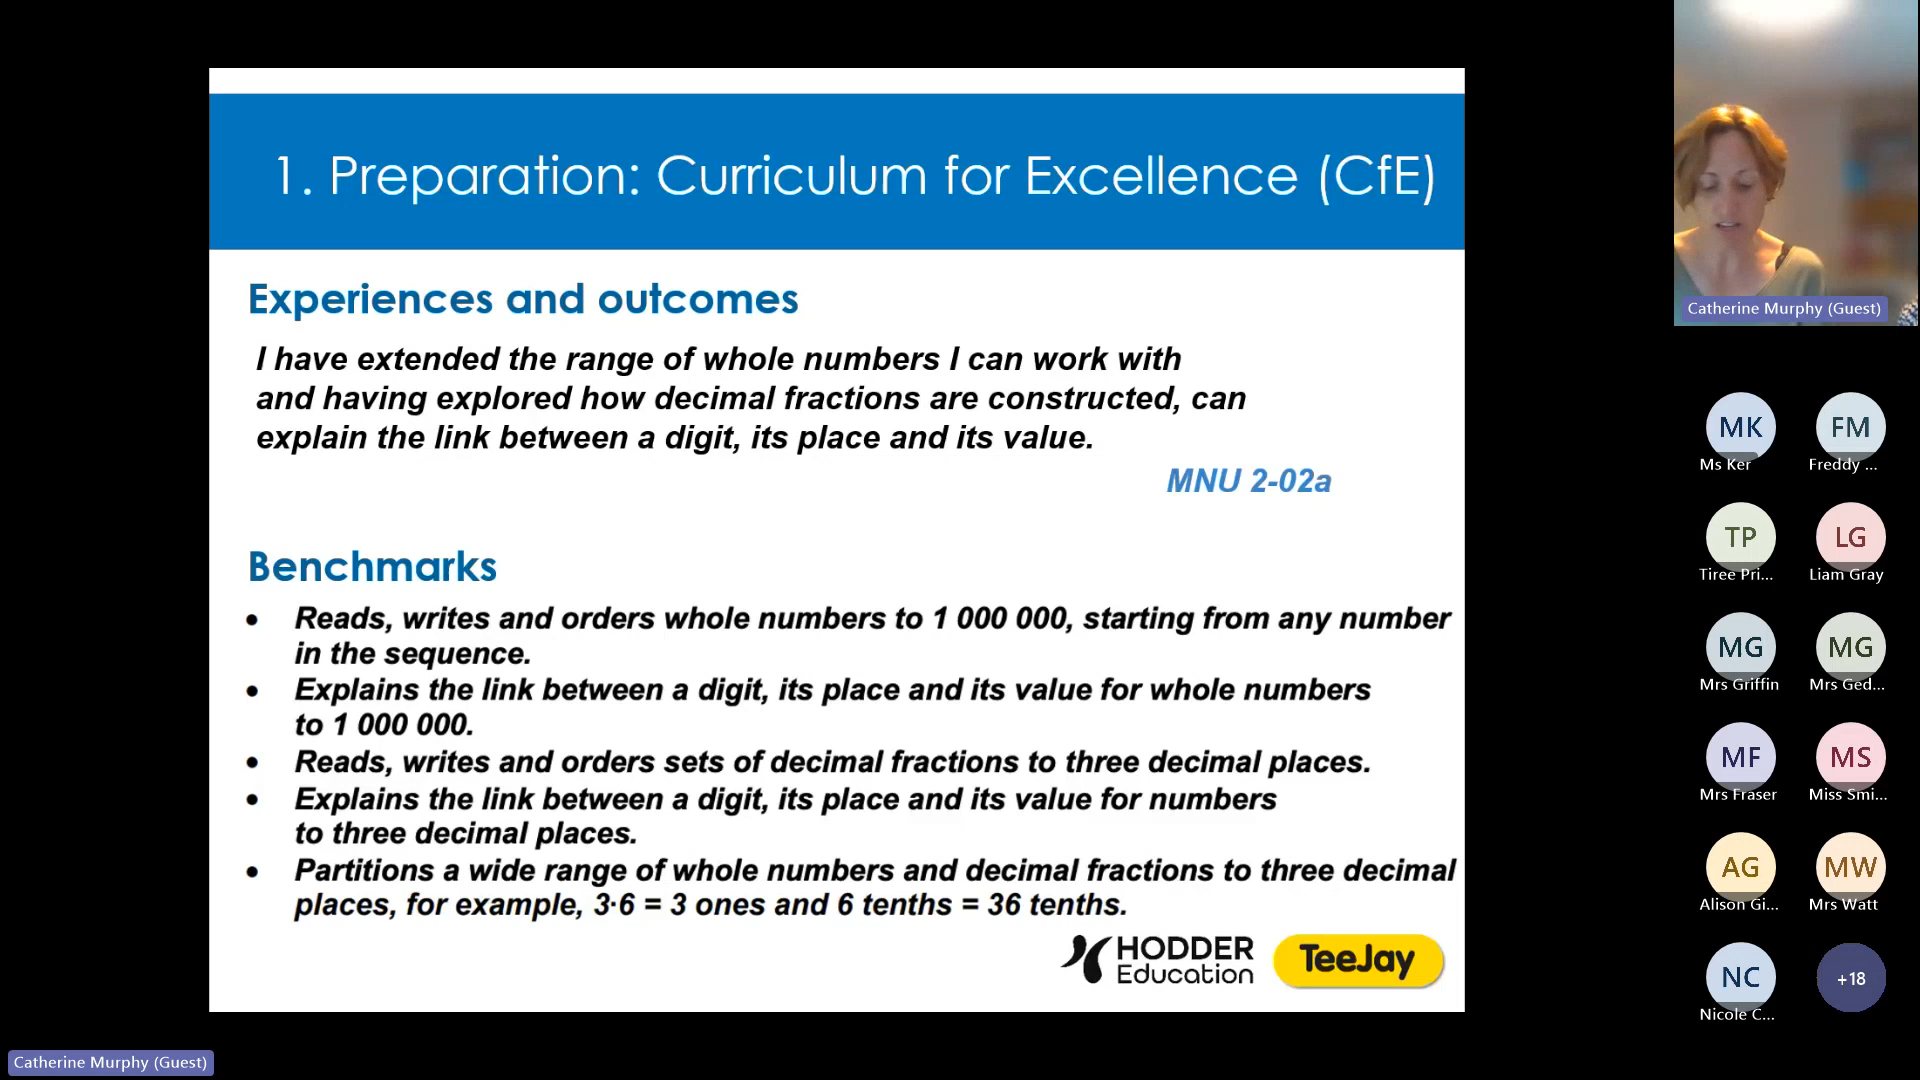 1. Preparation: Curriculum for Excellence (CfE)
Experiences and outcomes
I have extended the range of whole numbers I can work with
and having explored how decimal fractions are constructed, can
explain the link between a digit, its place and its value.
MNU 2-02a
Benchmarks
• Reads, writes and orders whole numbers to 1 000 000, starting from any number
in the sequence.
• Explains the link between a digit, its place and its value for whole numbers
to 1 000 000.
• Reads, writes and orders sets of decimal fractions to three decimal places.
• Explains the link between a digit, its place and its value for numbers
to three decimal places.
• Partitions a wide range of whole numbers and decimal fractions to three decimal
places, for example, 3·6 = 3 ones and 6 tenths = 36 tenths.
HODDER
Education
TeeJay
Catherine Murphy (Guest)
MK FM
Ms Ker Freddy ...
TP LG
Tiree Pri... Liam Gray
MG MG
Mrs Griffin Mrs Ged...
MF MS
Mrs Fraser Miss Smi...
AG MW
Alison Gi... Mrs Watt
NC +18
Nicole C...
Catherine Murphy (Guest)